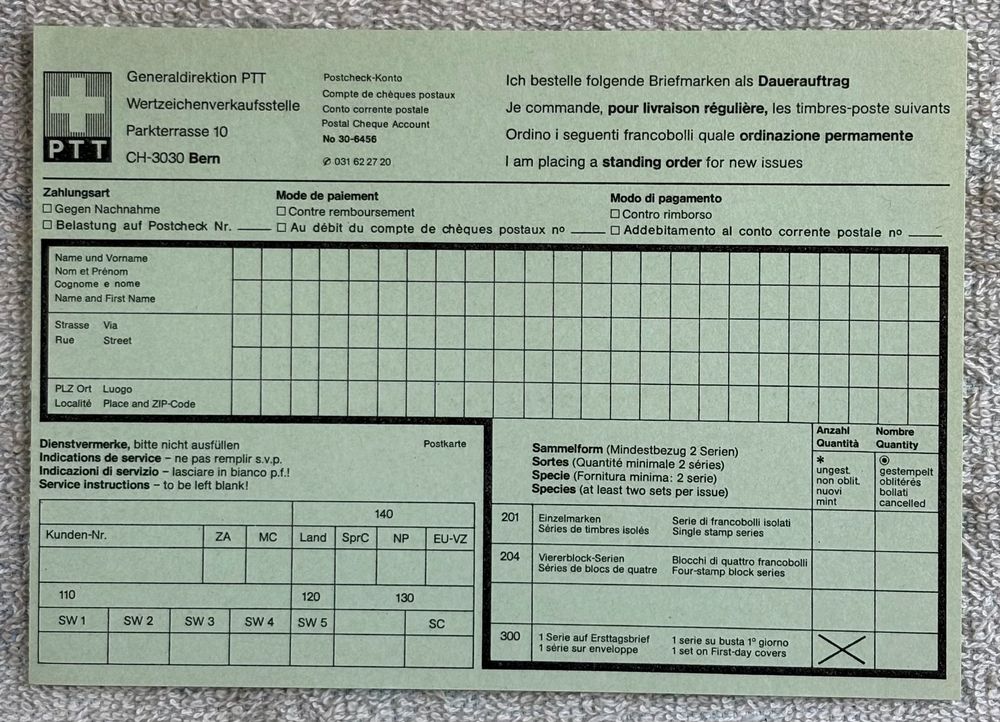 PTT
Generaldirektion PTT
Wertzeichenverkaufsstelle
Parkterrasse 10
CH-3030 Bern
Postcheck-Konto
Compte de chèques postaux
Conto corrente postale
Postal Cheque Account
No 30-6456
✆ 031 62 27 20
Ich bestelle folgende Briefmarken als Dauerauftrag
Je commande, pour livraison régulière, les timbres-poste suivants
Ordino i seguenti francobolli quale ordinazione permamente
I am placing a standing order for new issues
Zahlungsart
☐ Gegen Nachnahme
☐ Belastung auf Postcheck Nr. ____
Mode de paiement
☐ Contre remboursement
☐ Au débit du compte de chèques postaux nº ____
Modo di pagamento
☐ Contro rimborso
☐ Addebitamento al conto corrente postale nº ____
Name und Vorname
Nom et Prénom
Cognome e nome
Name and First Name
Strasse Via
Rue Street
PLZ Ort Luogo
Localité Place and ZIP-Code
Dienstvermerke, bitte nicht ausfüllen
Indications de service – ne pas remplir s.v.p.
Indicazioni di servizio – lasciare in bianco p.f.!
Service instructions – to be left blank!
Postkarte
140
Kunden-Nr. ZA MC Land SprC NP EU-VZ
110 120 130
SW 1 SW 2 SW 3 SW 4 SW 5 SC
Sammelform (Mindestbezug 2 Serien)
Sortes (Quantité minimale 2 séries)
Specie (Fornitura minima: 2 serie)
Species (at least two sets per issue)
Anzahl
Quantità
Nombre
Quantity
*
ungest.
non oblit.
nuovi
mint
gestempelt
oblitérés
bollati
cancelled
201
Einzelmarken
Séries de timbres isolés
Serie di francobolli isolati
Single stamp series
204
Viererblock-Serien
Séries de blocs de quatre
Blocchi di quattro francobolli
Four-stamp block series
300
1 Serie auf Ersttagsbrief
1 série sur enveloppe
1 serie su busta 1º giorno
1 set on First-day covers